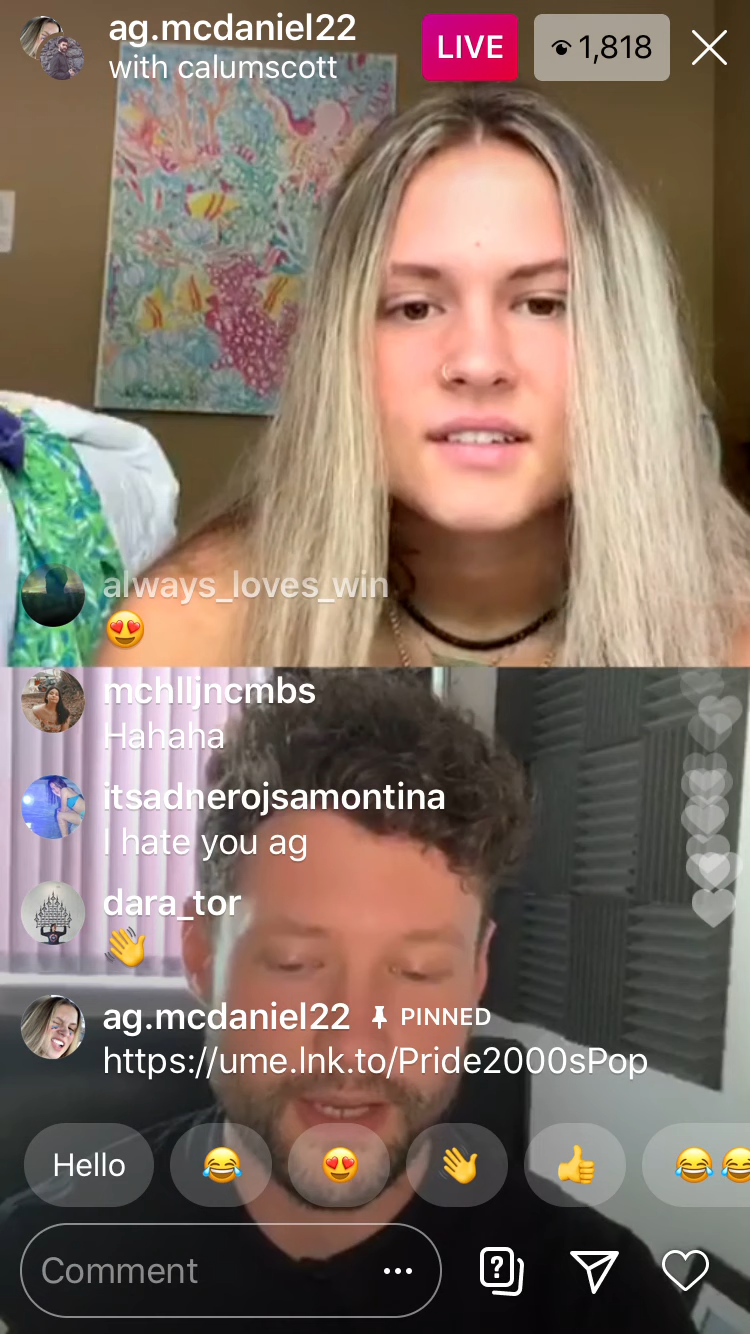 ag.mcdaniel22
with calumscott
LIVE
1,818
always_loves_win
😍
mchlljncmbs
Hahaha
itsadnerojsamontina
I hate you ag
dara_tor
👋
ag.mcdaniel22 PINNED
https://ume.lnk.to/Pride2000sPop
Hello 😂 😍 👋 👍 😂😂
Comment ...